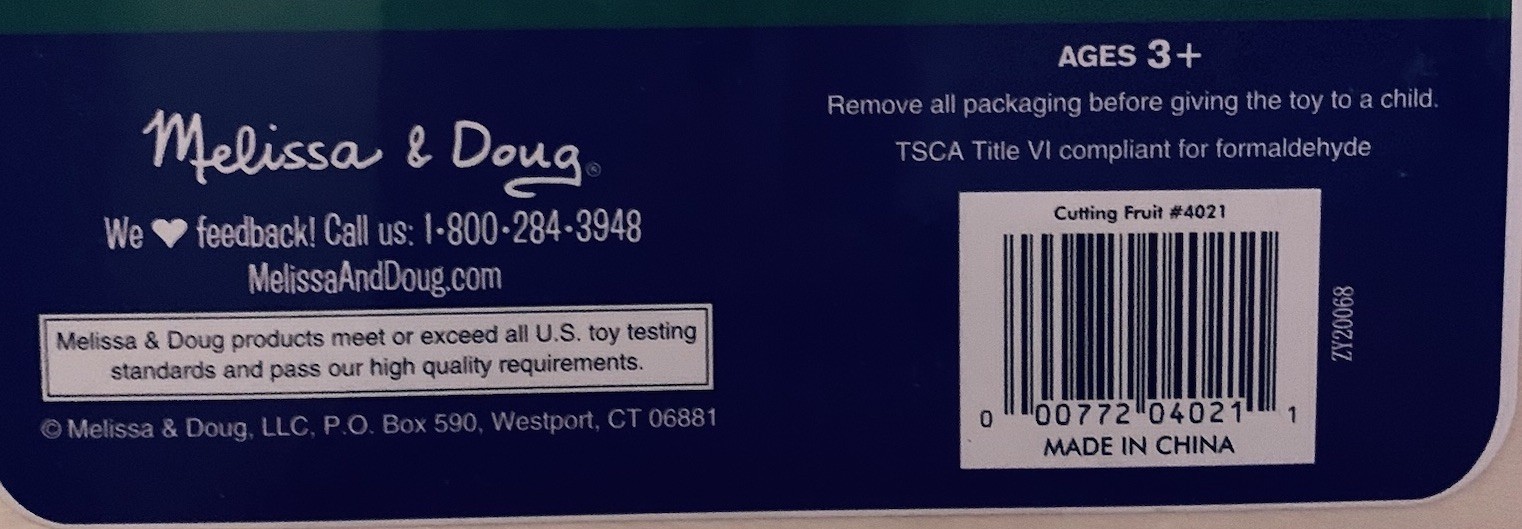 Melissa & Doug®
We ♥ feedback! Call us: 1•800•284•3948
MelissaAndDoug.com
Melissa & Doug products meet or exceed all U.S. toy testing
standards and pass our high quality requirements.
© Melissa & Doug, LLC, P.O. Box 590, Westport, CT 06881
AGES 3+
Remove all packaging before giving the toy to a child.
TSCA Title VI compliant for formaldehyde
Cutting Fruit #4021
0 00772 04021 1
MADE IN CHINA
ZY20068